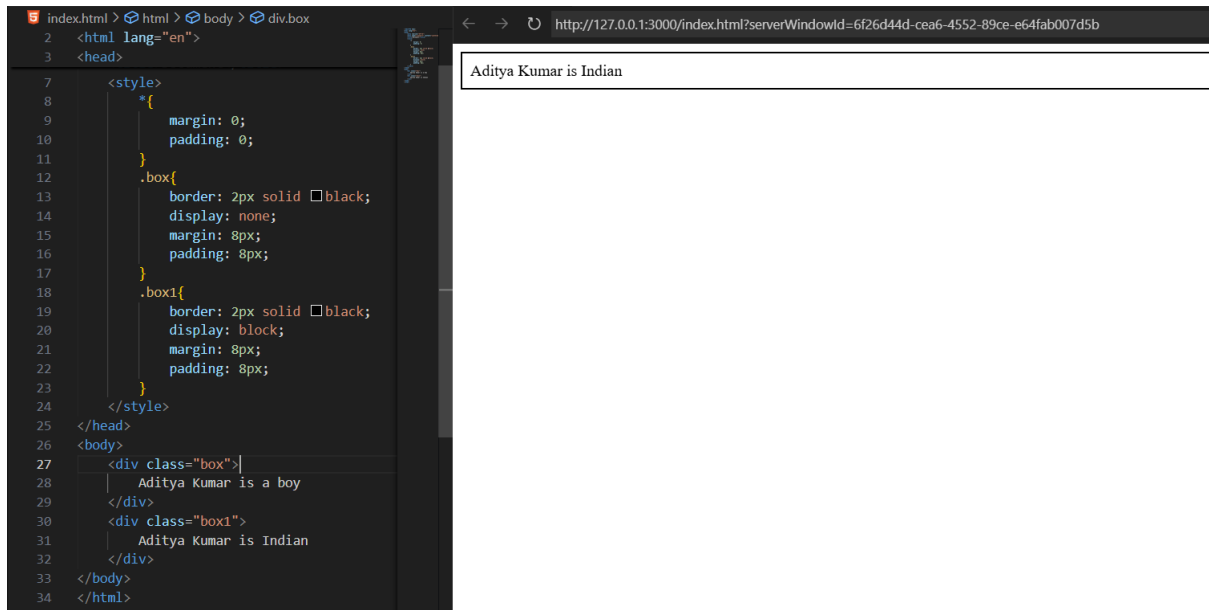 index.html > html > body > div.box
2 <html lang="en">
3 <head>
7 <style>
8 *{
9 margin: 0;
10 padding: 0;
11 }
12 .box{
13 border: 2px solid black;
14 display: none;
15 margin: 8px;
16 padding: 8px;
17 }
18 .box1{
19 border: 2px solid black;
20 display: block;
21 margin: 8px;
22 padding: 8px;
23 }
24 </style>
25 </head>
26 <body>
27 <div class="box">
28 Aditya Kumar is a boy
29 </div>
30 <div class="box1">
31 Aditya Kumar is Indian
32 </div>
33 </body>
34 </html>
http://127.0.0.1:3000/index.html?serverWindowId=6f26d44d-cea6-4552-89ce-e64fab007d5b
Aditya Kumar is Indian